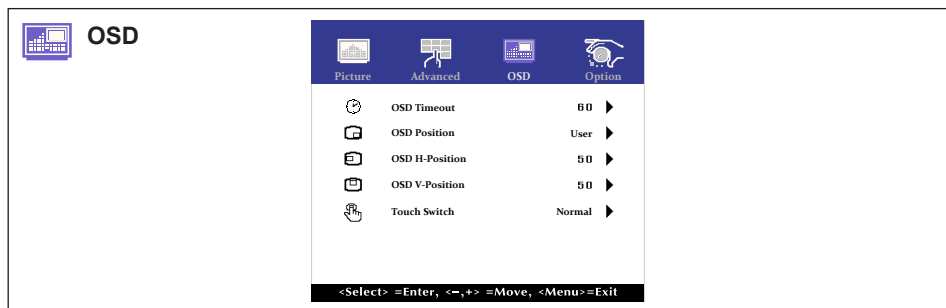 OSD
Picture Advanced OSD Option
OSD Timeout 60
OSD Position User
OSD H-Position 50
OSD V-Position 50
Touch Switch Normal
<Select> =Enter, <−,+> =Move, <Menu>=Exit